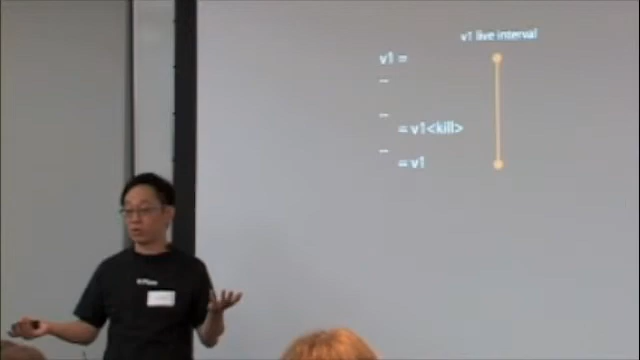 v1 live interval
v1 =
...
...
= v1<kill>
...
= v1